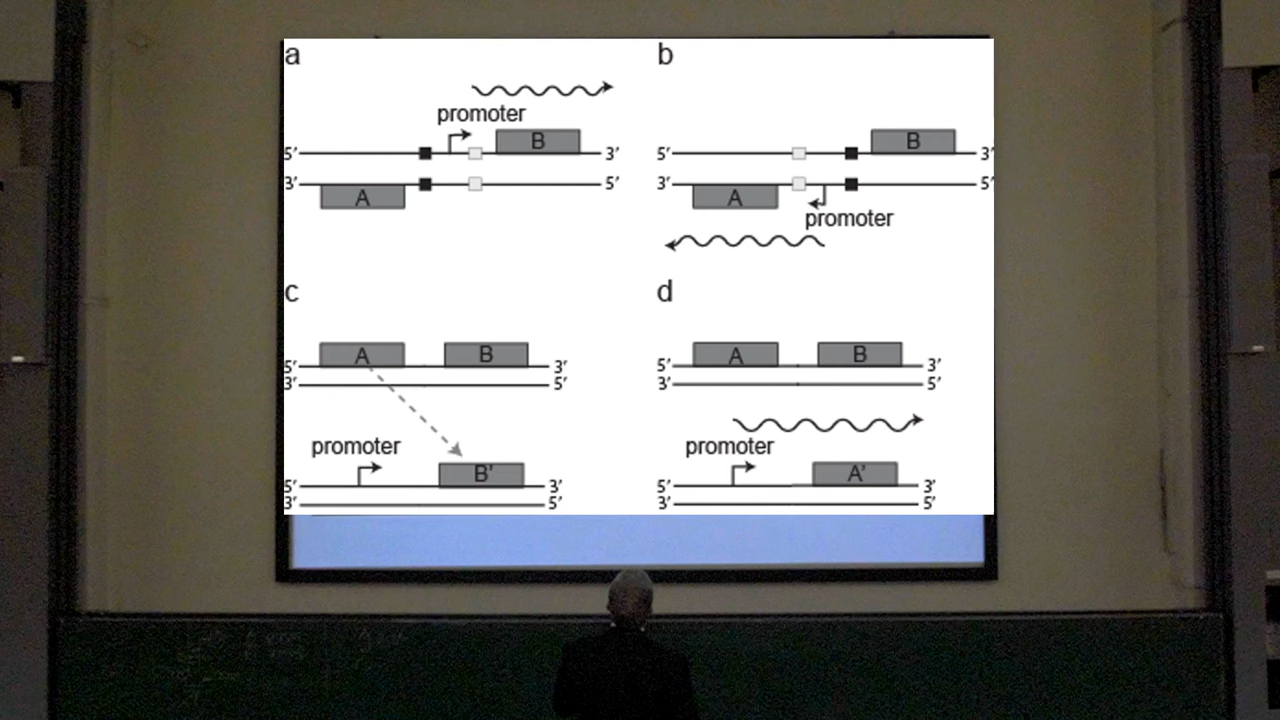 a
promoter
B
5′ 3′
3′ 5′
A
b
B
5′ 3′
3′ 5′
A
promoter
c
A B
5′ 3′
3′ 5′
promoter
B′
5′ 3′
3′ 5′
d
A B
5′ 3′
3′ 5′
promoter
A′
5′ 3′
3′ 5′